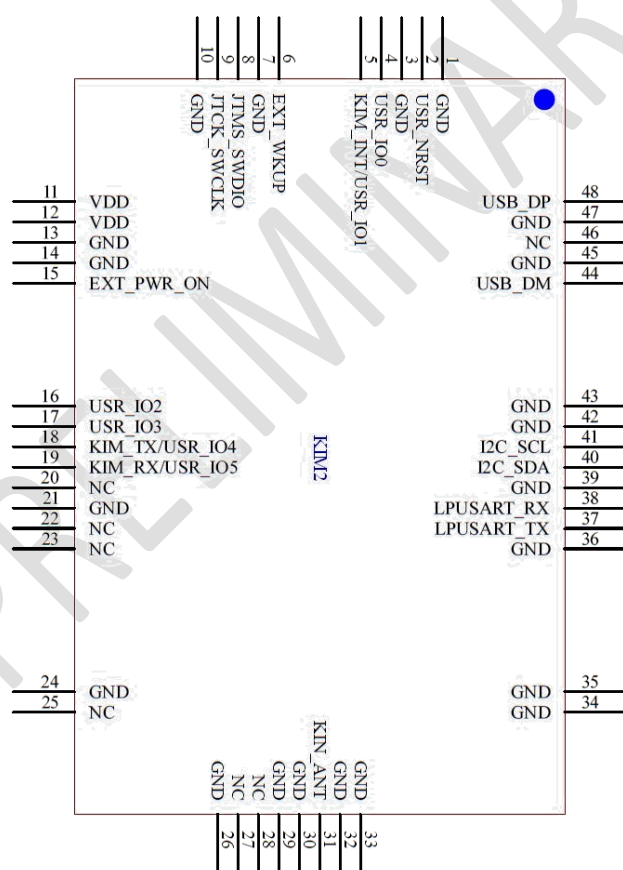 10 9 8 7 6 5 4 3 2 1
GND
JTCK_SWCLK
JTMS_SWDIO
GND
EXT_WKUP
KIM_INT/USR_IO1
USR_IO0
GND
USR_NRST
GND
11 VDD
12 VDD
13 GND
14 GND
15 EXT_PWR_ON
USB_DP 48
GND 47
NC 46
GND 45
USB_DM 44
16 USR_IO2
17 USR_IO3
18 KIM_TX/USR_IO4
19 KIM_RX/USR_IO5
20 NC
21 GND
22 NC
23 NC
KIM2
GND 43
GND 42
I2C_SCL 41
I2C_SDA 40
GND 39
LPUSART_RX 38
LPUSART_TX 37
GND 36
24 GND
25 NC
GND 35
GND 34
GND
NC
NC
GND
GND
KIN_ANT
GND
GND
26 27 28 29 30 31 32 33
PRELIMINAR